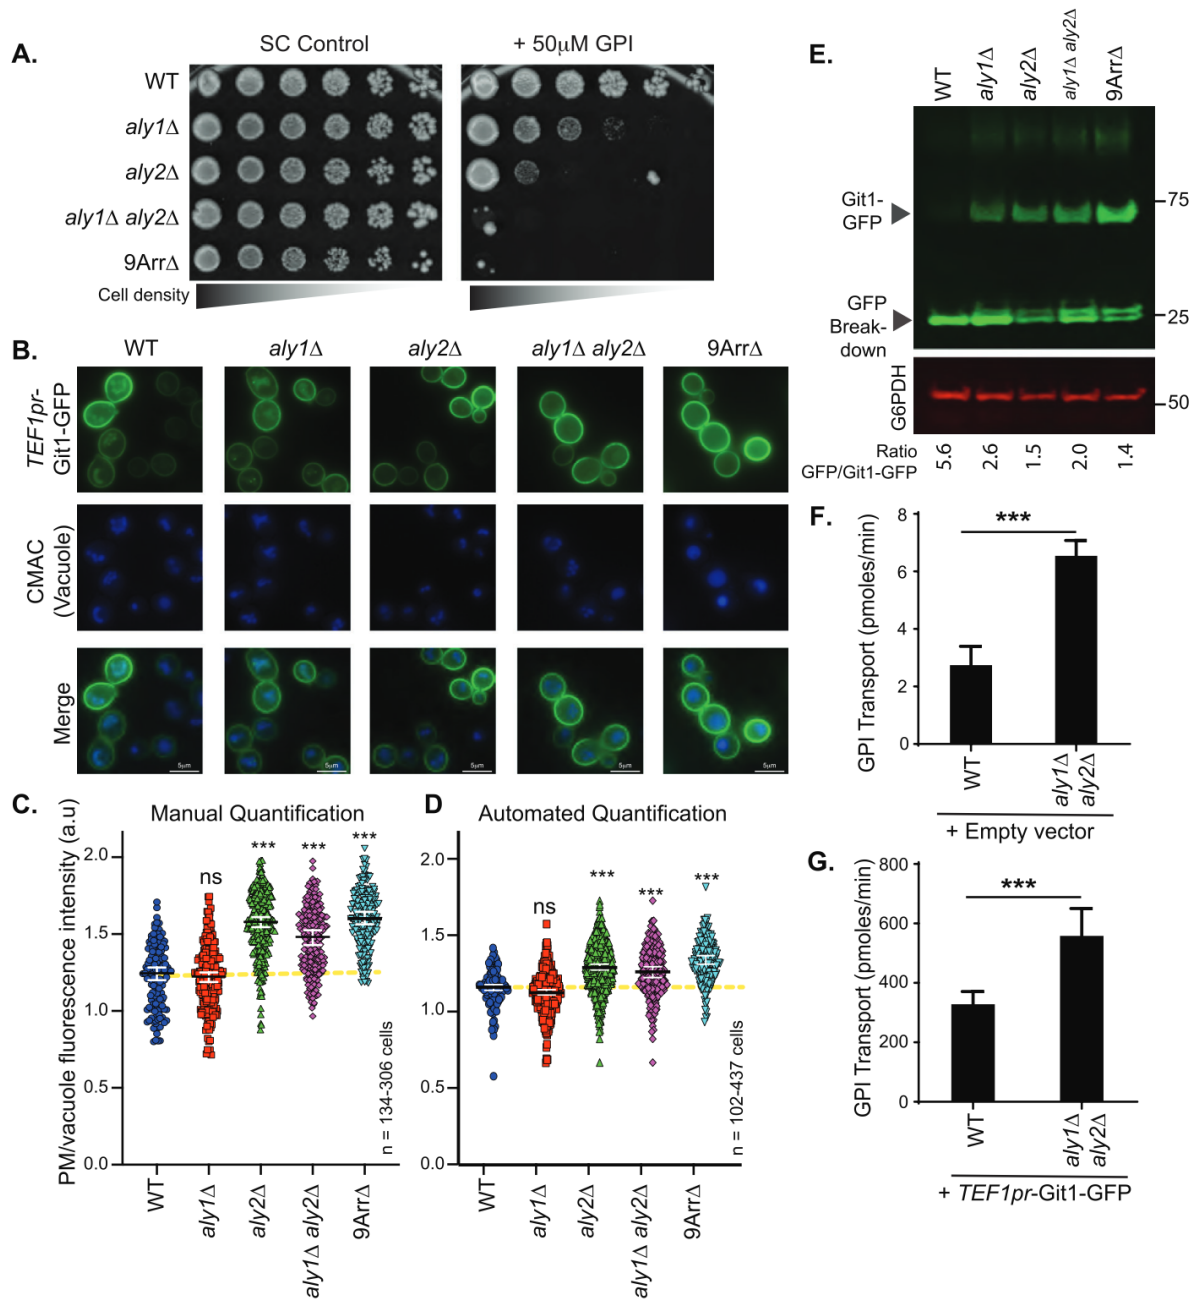 A.
SC Control
+ 50μM GPI
WT
aly1Δ
aly2Δ
aly1Δ aly2Δ
9ArrΔ
Cell density
B.
WT
aly1Δ
aly2Δ
aly1Δ aly2Δ
9ArrΔ
TEF1pr-
Git1-GFP
CMAC
(Vacuole)
Merge
5μm
5μm
5μm
5μm
5μm
C.
Manual Quantification
PM/vacuole fluorescence intensity (a.u)
2.0
1.5
1.0
0.5
0.0
ns
***
***
***
n = 134-306 cells
WT
aly1Δ
aly2Δ
aly1Δ aly2Δ
9ArrΔ
D.
Automated Quantification
2.0
1.5
1.0
0.5
0.0
ns
***
***
***
n = 102-437 cells
WT
aly1Δ
aly2Δ
aly1Δ aly2Δ
9ArrΔ
E.
WT
aly1Δ
aly2Δ
aly1Δ aly2Δ
9ArrΔ
Git1-
GFP
GFP
Break-
down
75
25
G6PDH
50
Ratio
GFP/Git1-GFP
5.6
2.6
1.5
2.0
1.4
F.
GPI Transport (pmoles/min)
8
6
4
2
0
***
WT
aly1Δ
aly2Δ
+ Empty vector
G.
GPI Transport (pmoles/min)
800
600
400
200
0
***
WT
aly1Δ
aly2Δ
+ TEF1pr-Git1-GFP